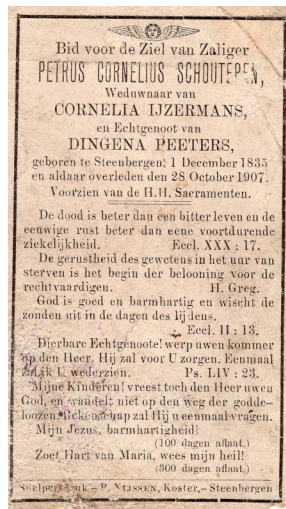 Bid voor de Ziel van Zaliger
PETRUS CORNELIUS SCHOUTEREN,
Weduwnaar van
CORNELIA IJZERMANS,
en Echtgenoot van
DINGENA PEETERS,
geboren te Steenbergen, 1 December 1835
en aldaar overleden den 28 October 1907.
Voorzien van de H.H. Sacramenten.
De dood is beter dan een bitter leven en de
eeuwige rust beter dan eene voortdurende
ziekelijkheid. Eccl. XXX : 17.
De gerustheid des gewetens in het uur van
sterven is het begin der belooning voor de
rechtvaardigen. H. Greg.
God is goed en barmhartig en wischt de
zonden uit in de dagen des lijdens.
Eccl. II : 13.
Dierbare Echtgenoote! werp uwen kommer
op den Heer. Hij zal voor U zorgen. Eenmaal
zal ik U wederzien. Ps. LIV : 23.
Mijne Kinderen! vreest toch den Heer uwen
God, en wandelt niet op den weg der godde-
loozen. Rekenschap zal Hij u eenmaal vragen.
Mijn Jezus, barmhartigheid!
(100 dagen aflaat.)
Zoet Hart van Maria, wees mijn heil!
(300 dagen aflaat.)
Snelpersdruk – P. NIJSSEN, Koster, – Steenbergen